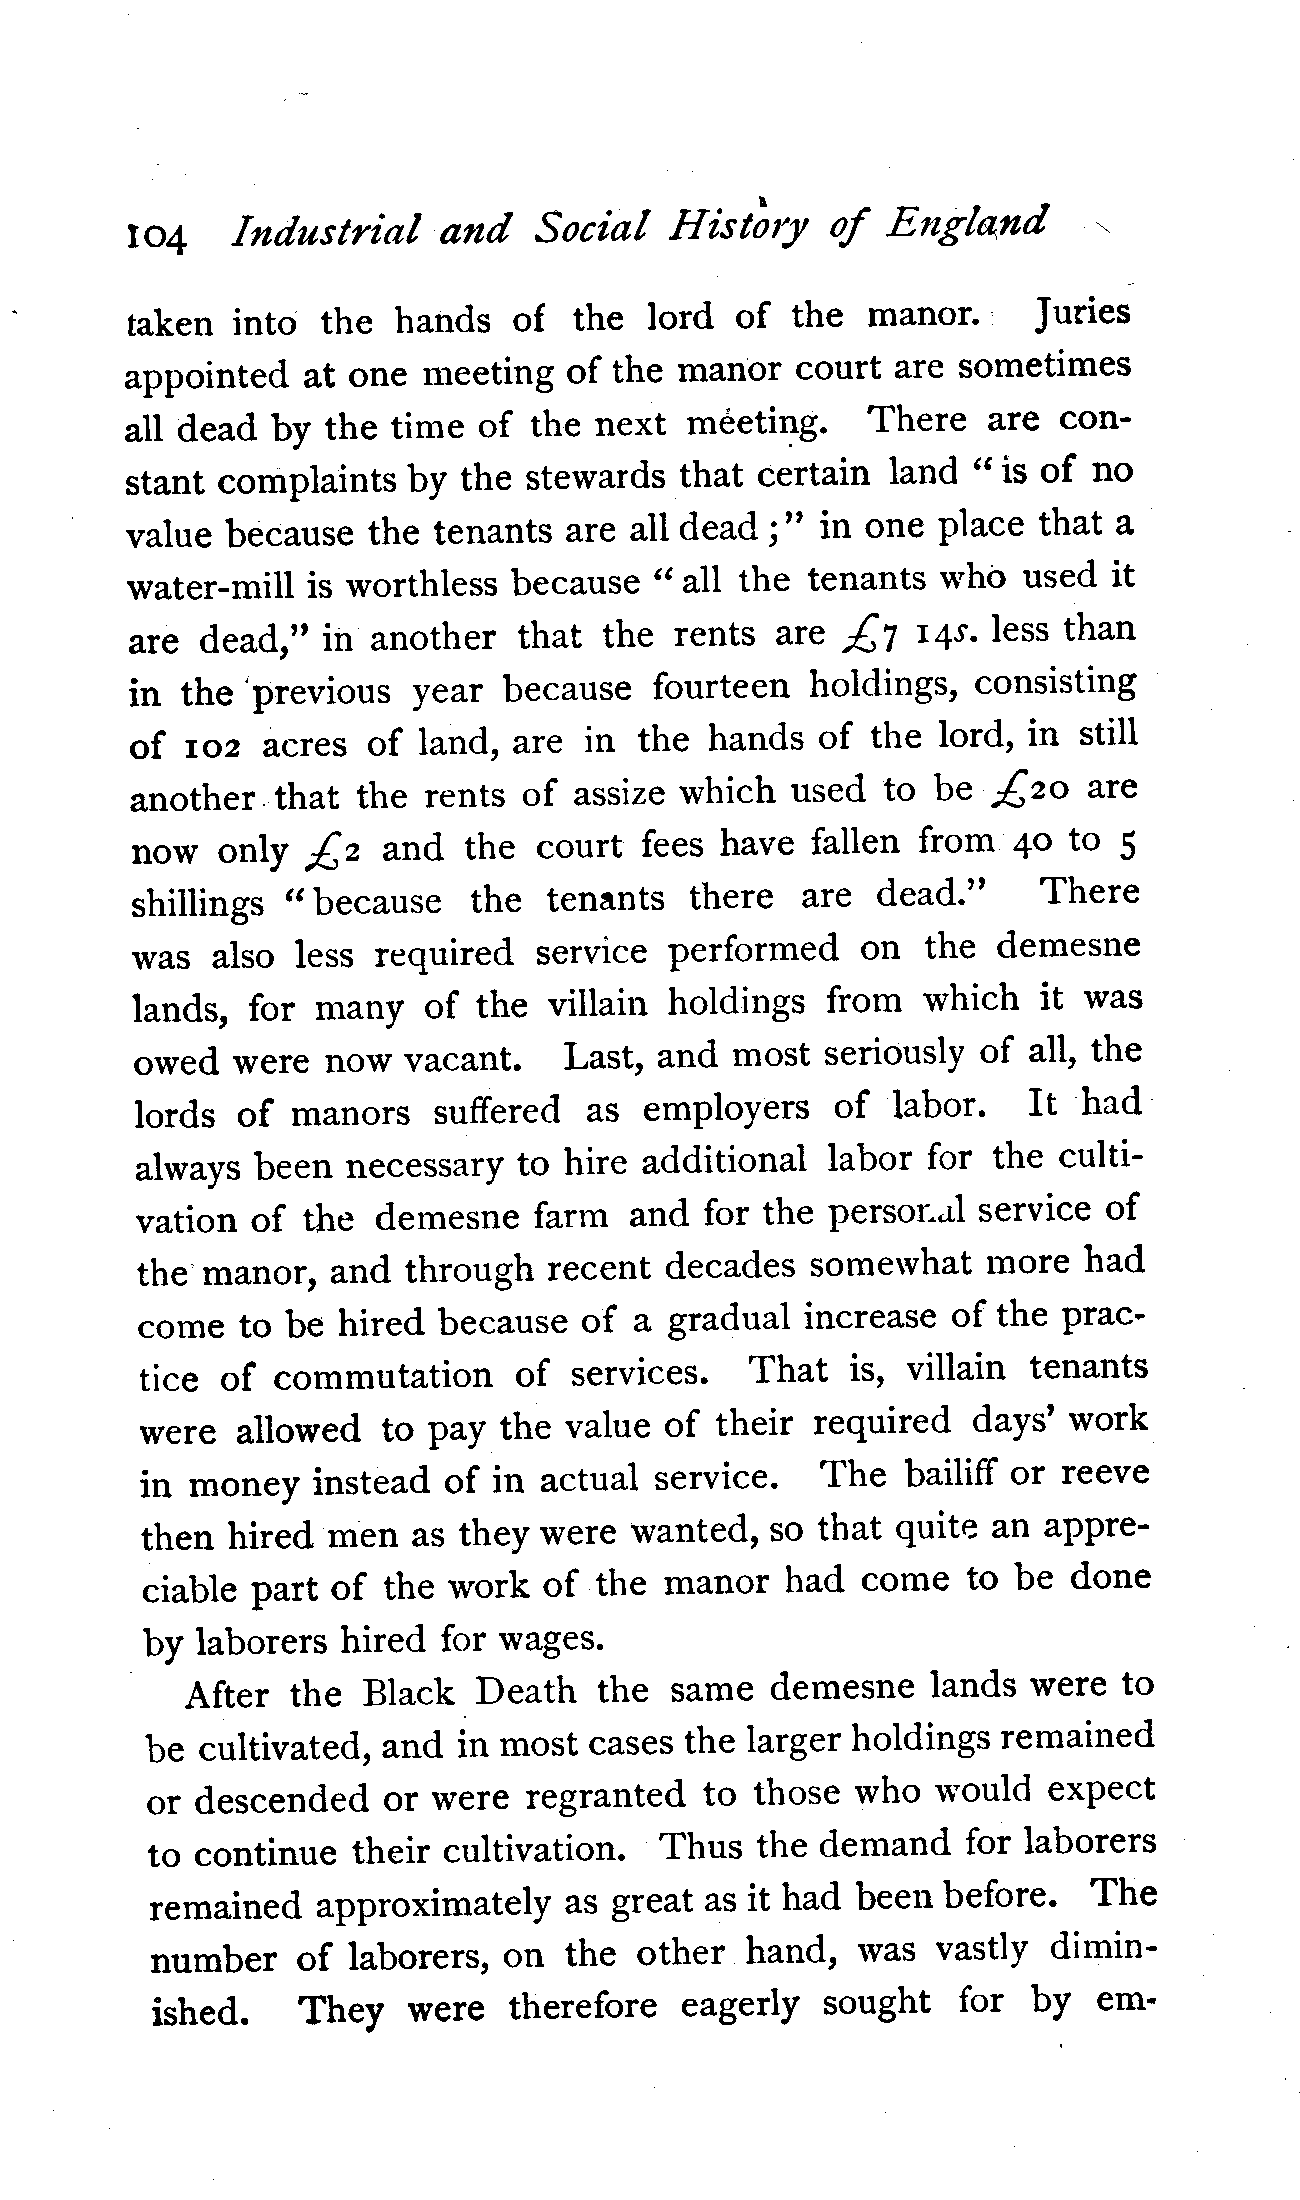 104 Industrial and Social History of England
taken into the hands of the lord of the manor. Juries
appointed at one meeting of the manor court are sometimes
all dead by the time of the next meeting. There are con-
stant complaints by the stewards that certain land " is of no
value because the tenants are all dead ;" in one place that a
water-mill is worthless because " all the tenants who used it
are dead," in another that the rents are £7 14s. less than
in the previous year because fourteen holdings, consisting
of 102 acres of land, are in the hands of the lord, in still
another that the rents of assize which used to be £20 are
now only £2 and the court fees have fallen from 40 to 5
shillings " because the tenants there are dead." There
was also less required service performed on the demesne
lands, for many of the villain holdings from which it was
owed were now vacant. Last, and most seriously of all, the
lords of manors suffered as employers of labor. It had
always been necessary to hire additional labor for the culti-
vation of the demesne farm and for the personal service of
the manor, and through recent decades somewhat more had
come to be hired because of a gradual increase of the prac-
tice of commutation of services. That is, villain tenants
were allowed to pay the value of their required days' work
in money instead of in actual service. The bailiff or reeve
then hired men as they were wanted, so that quite an appre-
ciable part of the work of the manor had come to be done
by laborers hired for wages.
After the Black Death the same demesne lands were to
be cultivated, and in most cases the larger holdings remained
or descended or were regranted to those who would expect
to continue their cultivation. Thus the demand for laborers
remained approximately as great as it had been before. The
number of laborers, on the other hand, was vastly dimin-
ished. They were therefore eagerly sought for by em-